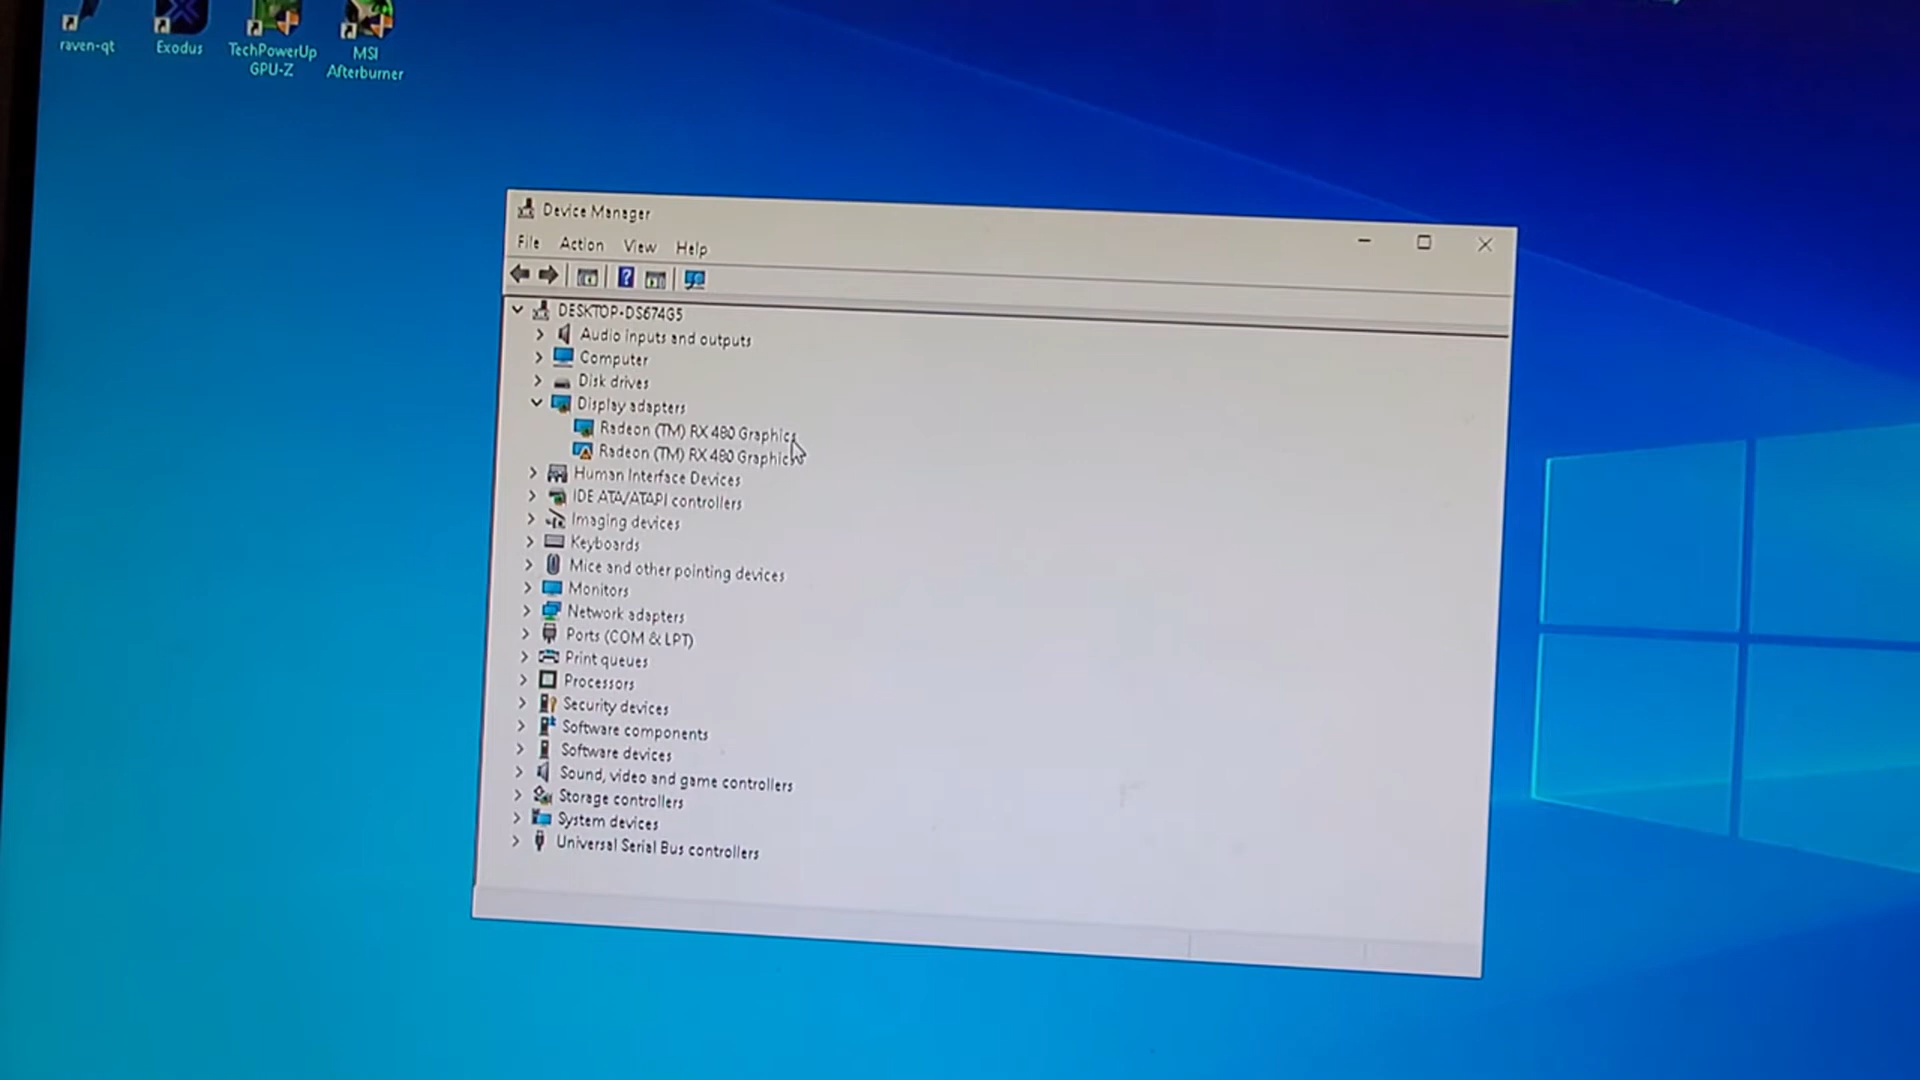 raven-qt
Exodus
TechPowerUp
GPU-Z
MSI
Afterburner
Device Manager
File Action View Help
DESKTOP-DS674G5
Audio inputs and outputs
Computer
Disk drives
Display adapters
Radeon (TM) RX 480 Graphics
Radeon (TM) RX 480 Graphics
Human Interface Devices
IDE ATA/ATAPI controllers
Imaging devices
Keyboards
Mice and other pointing devices
Monitors
Network adapters
Ports (COM & LPT)
Print queues
Processors
Security devices
Software components
Software devices
Sound, video and game controllers
Storage controllers
System devices
Universal Serial Bus controllers